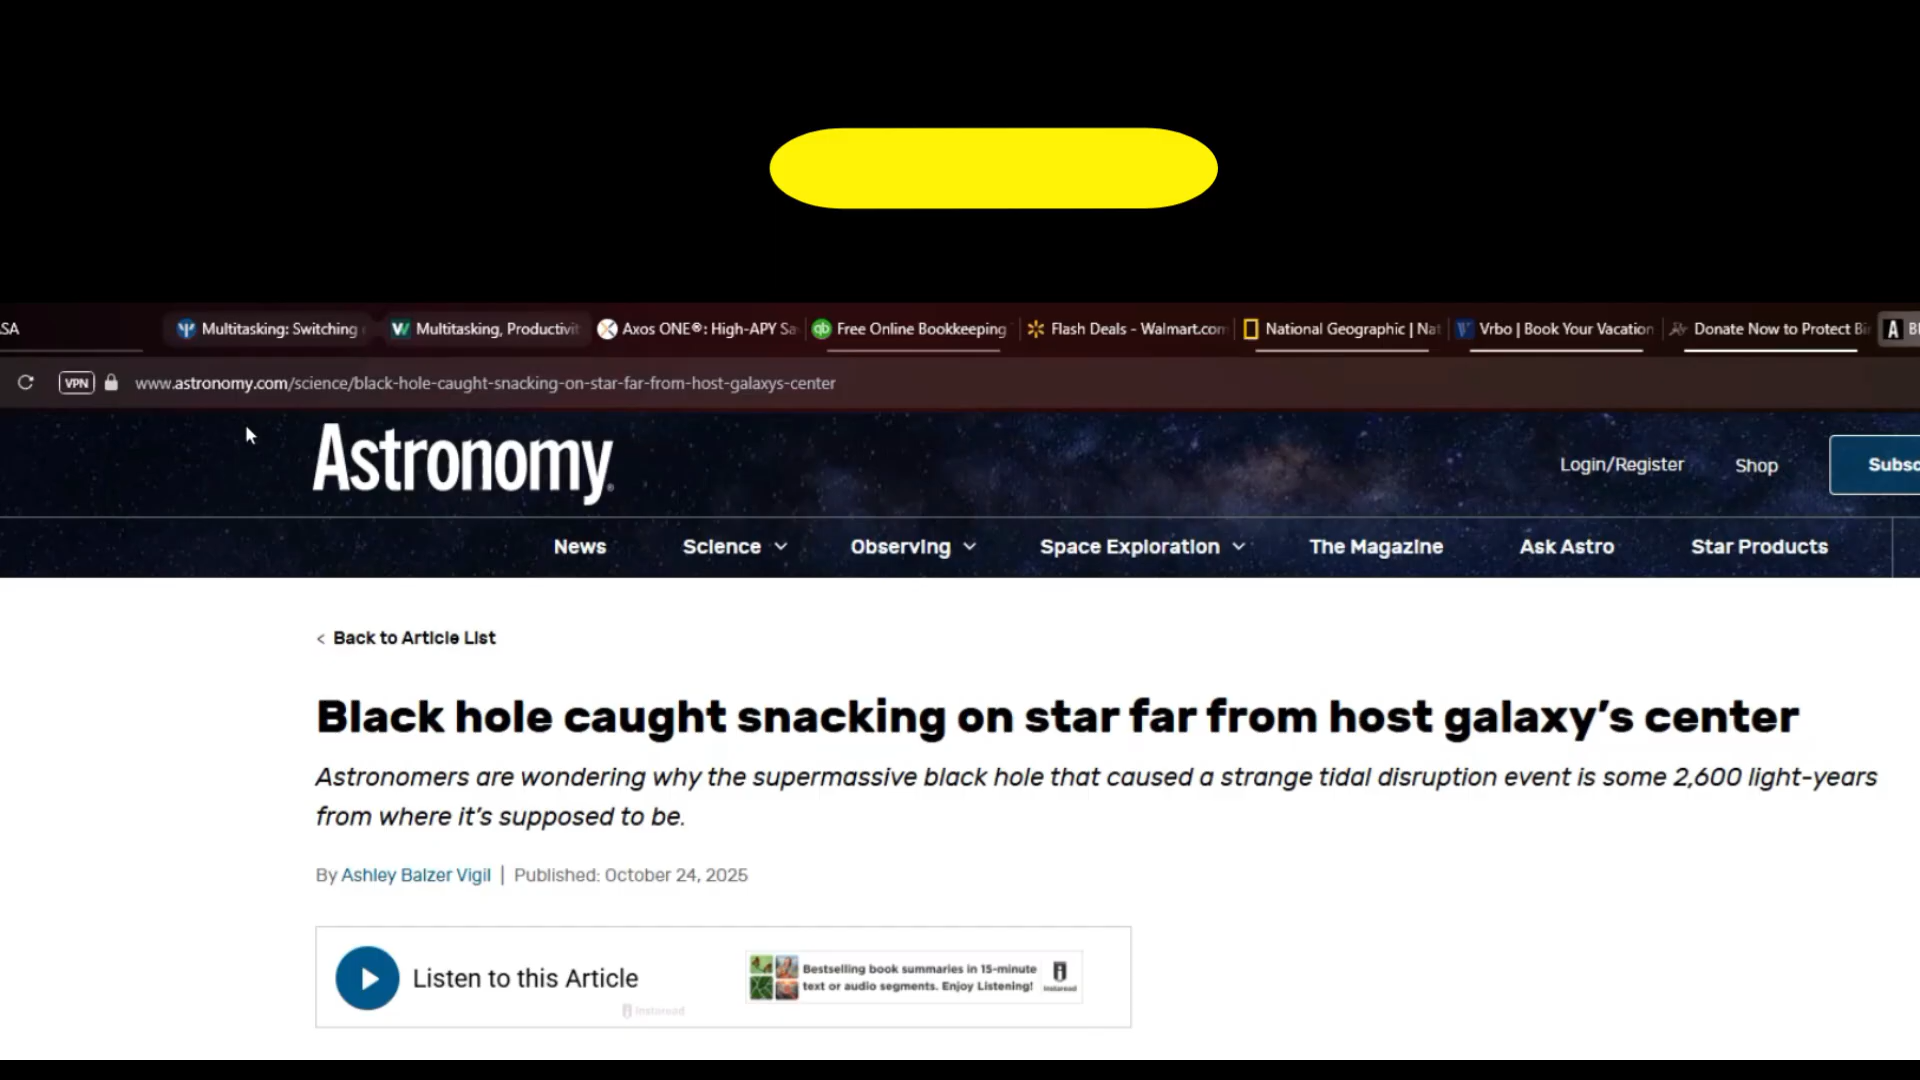 SA
Multitasking: Switching
Multitasking, Productivit
Axos ONE®: High-APY Sa
Free Online Bookkeeping
Flash Deals - Walmart.com
National Geographic | Nat
Vrbo | Book Your Vacation
Donate Now to Protect Bi
VPN
www.astronomy.com/science/black-hole-caught-snacking-on-star-far-from-host-galaxys-center
Astronomy
Login/Register
Shop
Subsc
News
Science
Observing
Space Exploration
The Magazine
Ask Astro
Star Products
< Back to Article List
Black hole caught snacking on star far from host galaxy's center
Astronomers are wondering why the supermassive black hole that caused a strange tidal disruption event is some 2,600 light-years
from where it's supposed to be.
By Ashley Balzer Vigil | Published: October 24, 2025
Listen to this Article
Bestselling book summaries in 15-minute
text or audio segments. Enjoy Listening!
Instaread
Instaread